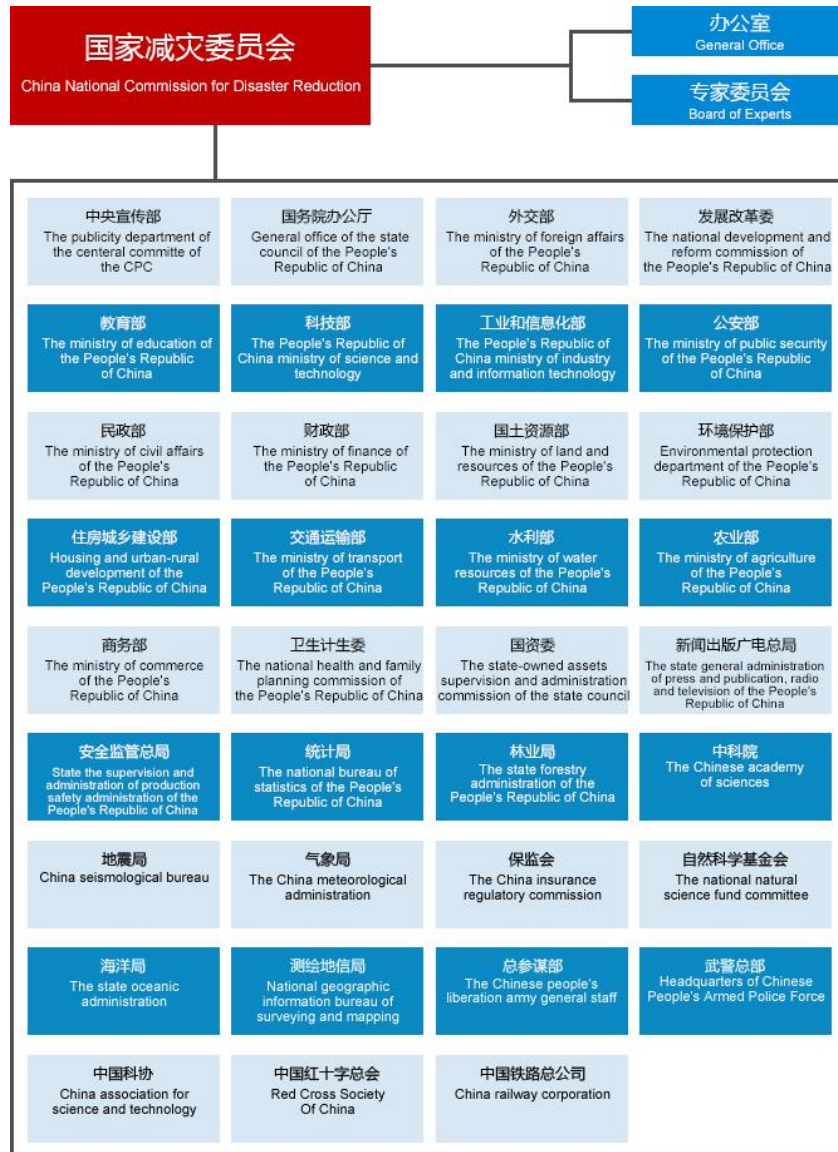 国家减灾委员会
China National Commission for Disaster Reduction
办公室
General Office
专家委员会
Board of Experts
中央宣传部
The publicity department of
the centeral committe of
the CPC
国务院办公厅
General office of the state
council of the People's
Republic of China
外交部
The ministry of foreign affairs
of the People's
Republic of China
发展改革委
The national development and
reform commission of
the People's Republic of China
教育部
The ministry of education of
the People's Republic
of China
科技部
The People's Republic of
China ministry of science and
technology
工业和信息化部
The People's Republic of
China ministry of industry
and information technology
公安部
The ministry of public security
of the People's Republic
of China
民政部
The ministry of civil affairs
of the People's
Republic of China
财政部
The ministry of finance of
the People's Republic
of China
国土资源部
The ministry of land and
resources of the People's
Republic of China
环境保护部
Environmental protection
department of the People's
Republic of China
住房城乡建设部
Housing and urban-rural
development of the
People's Republic of China
交通运输部
The ministry of transport
of the People's
Republic of China
水利部
The ministry of water
resources of the People's
Republic of China
农业部
The ministry of agriculture
of the People's
Republic of China
商务部
The ministry of commerce
of the People's
Republic of China
卫生计生委
The national health and family
planning commission of
the People's Republic of China
国资委
The state-owned assets
supervision and administration
commission of the state council
新闻出版广电总局
The state general administration
of press and publication, radio
and television of the People's
Republic of China
安全监管总局
State the supervision and
administration of production
safety administration of the
People's Republic of China
统计局
The national bureau of
statistics of the People's
Republic of China
林业局
The state forestry
administration of the
People's Republic of China
中科院
The Chinese academy
of sciences
地震局
China seismological bureau
气象局
The China meteorological
administration
保监会
The China insurance
regulatory commission
自然科学基金会
The national natural
science fund committee
海洋局
The state oceanic
administration
测绘地信局
National geographic
information bureau of
surveying and mapping
总参谋部
The Chinese people's
liberation army general staff
武警总部
Headquarters of Chinese
People's Armed Police Force
中国科协
China association for
science and technology
中国红十字总会
Red Cross Society
Of China
中国铁路总公司
China railway corporation